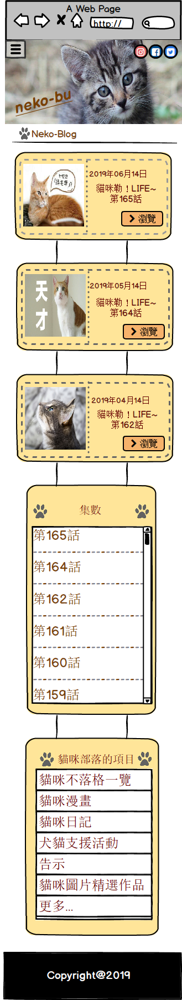 A Web Page
http://
neko-bu
Neko-Blog
2019年06月14日
貓咪勒！LIFE~
第165話
瀏覽
天才
2019年05月14日
貓咪勒！LIFE~
第164話
瀏覽
2019年04月14日
貓咪勒！LIFE~
第162話
瀏覽
集數
第165話
第164話
第162話
第161話
第160話
第159話
貓咪部落的項目
貓咪不落格一覽
貓咪漫畫
貓咪日記
犬貓支援活動
告示
貓咪圖片精選作品
更多...
Copyright@2019